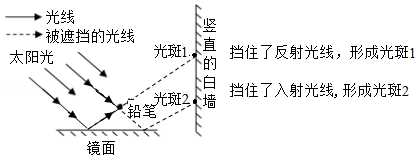 光线
被遮挡的光线
太阳光
光斑1
竖直的白墙
挡住了反射光线，形成光斑1
铅笔
光斑2
挡住了入射光线,形成光斑2
镜面